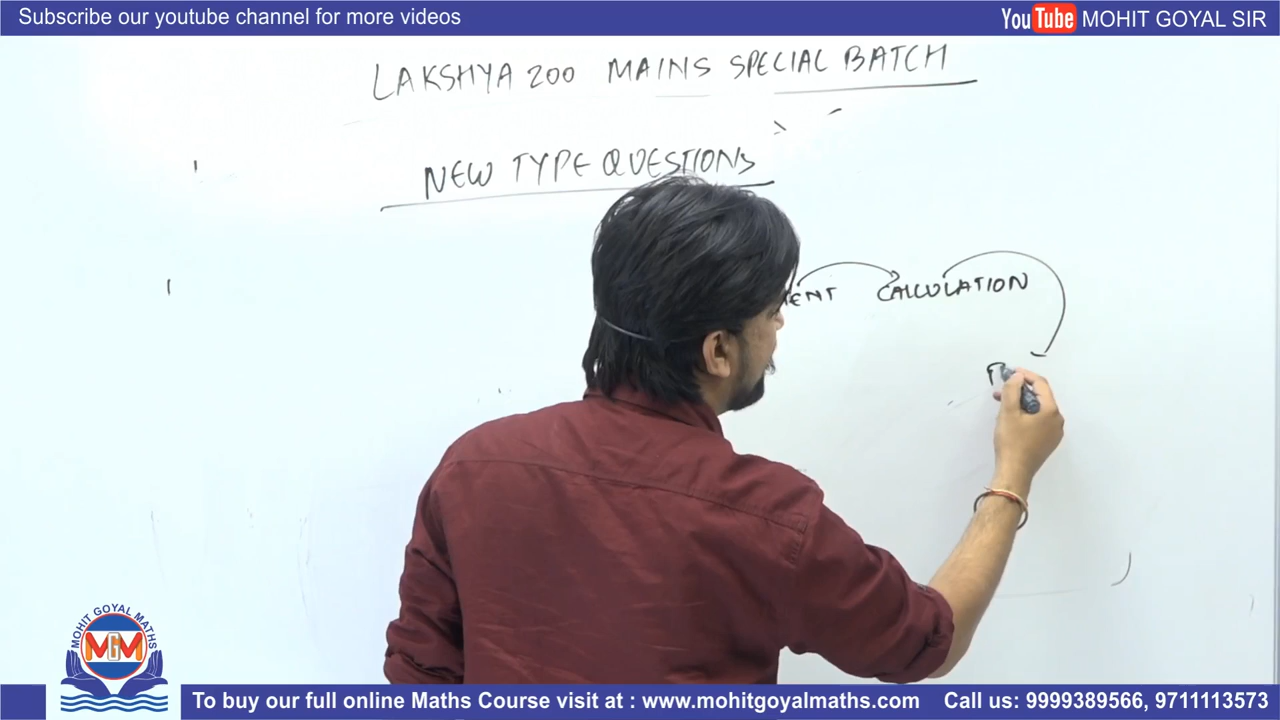 Subscribe our youtube channel for more videos
YouTube MOHIT GOYAL SIR
LAKSHYA 200 MAINS SPECIAL BATCH
NEW TYPE QUESTIONS
CALCULATION
MOHIT GOYAL MATHS
MGM
To buy our full online Maths Course visit at : www.mohitgoyalmaths.com Call us: 9999389566, 9711113573